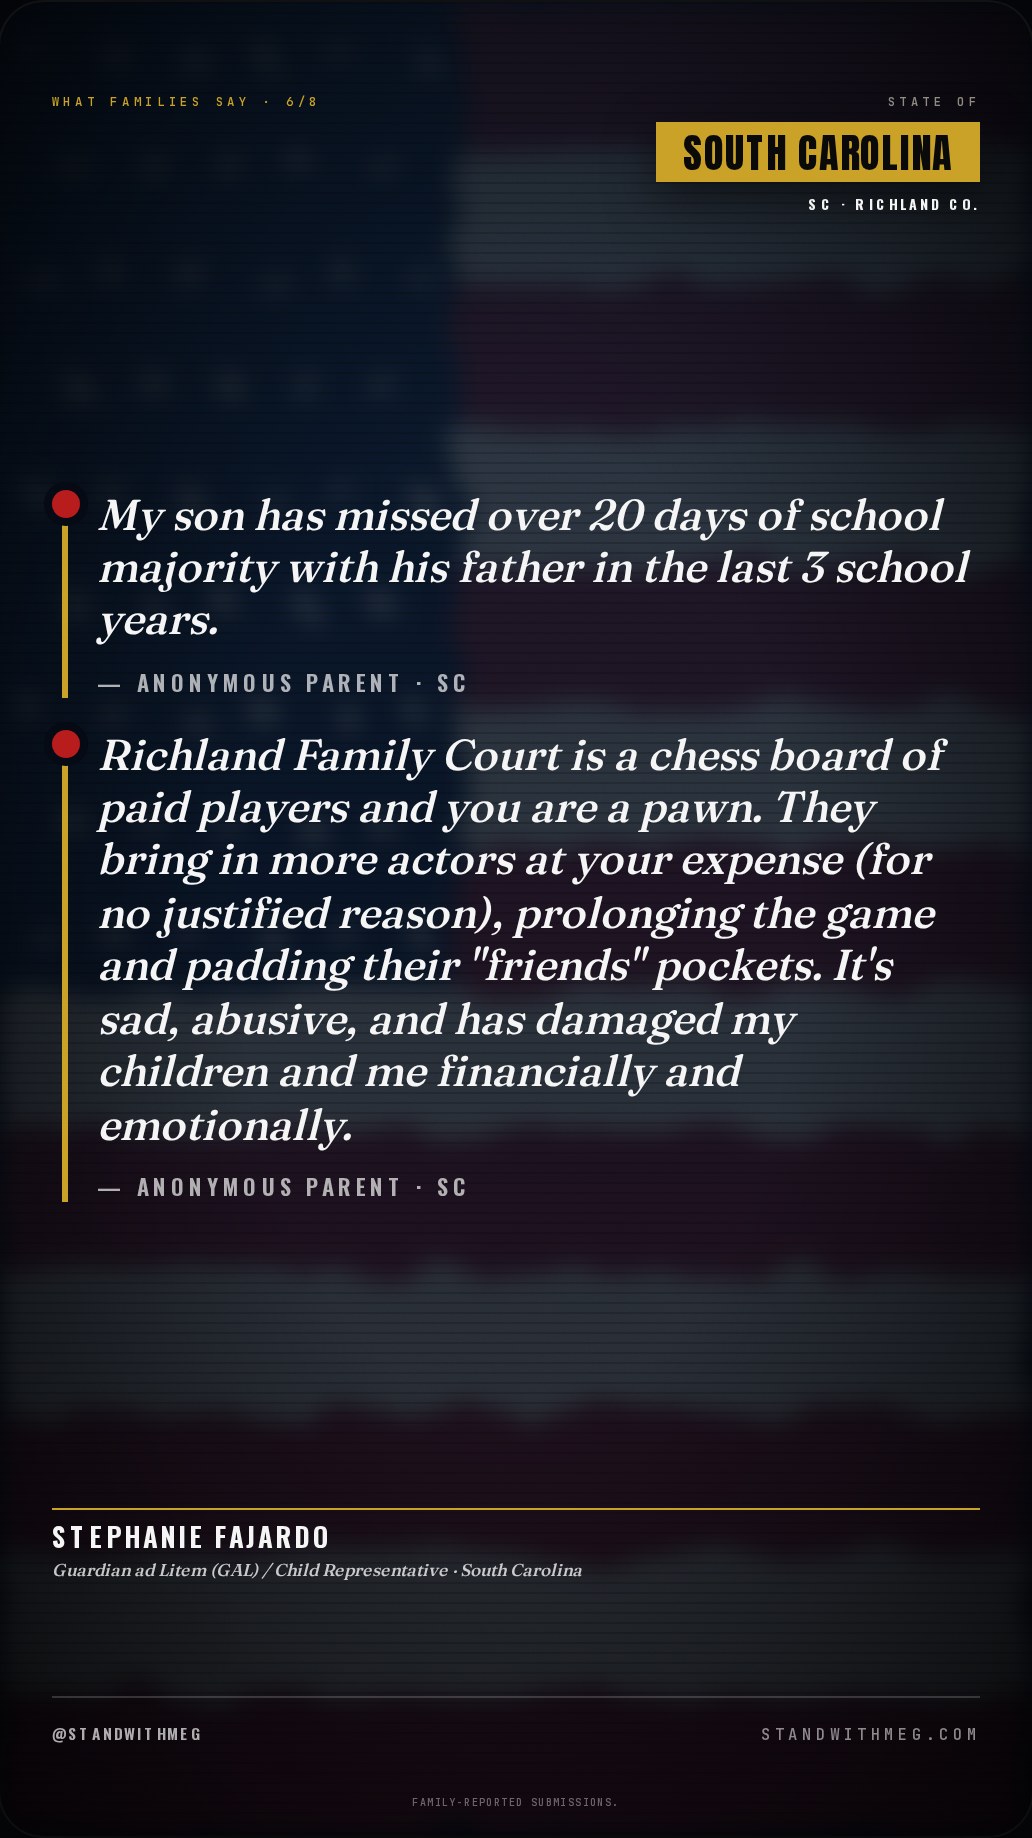 WHAT FAMILIES SAY · 6/8
STATE OF
SOUTH CAROLINA
SC · RICHLAND CO.
My son has missed over 20 days of school
majority with his father in the last 3 school
years.
— ANONYMOUS PARENT · SC
Richland Family Court is a chess board of
paid players and you are a pawn. They
bring in more actors at your expense (for
no justified reason), prolonging the game
and padding their "friends" pockets. It's
sad, abusive, and has damaged my
children and me financially and
emotionally.
— ANONYMOUS PARENT · SC
STEPHANIE FAJARDO
Guardian ad Litem (GAL) / Child Representative · South Carolina
@STANDWITHMEG
STANDWITHMEG.COM
FAMILY-REPORTED SUBMISSIONS.